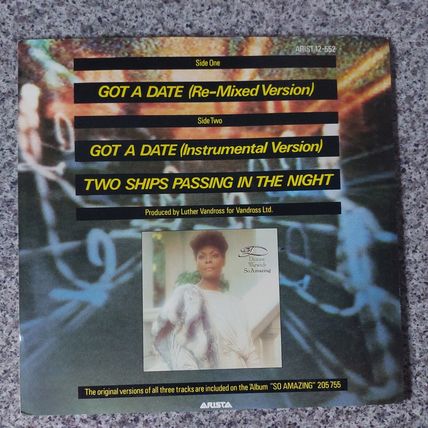 ARIST 12-552
Side One
GOT A DATE (Re-Mixed Version)
Side Two
GOT A DATE (Instrumental Version)
TWO SHIPS PASSING IN THE NIGHT
Produced by Luther Vandross for Vandross Ltd.
Dionne
Warwick
So Amazing
The original versions of all three tracks are included on the Album "SO AMAZING" 205 755
ARISTA